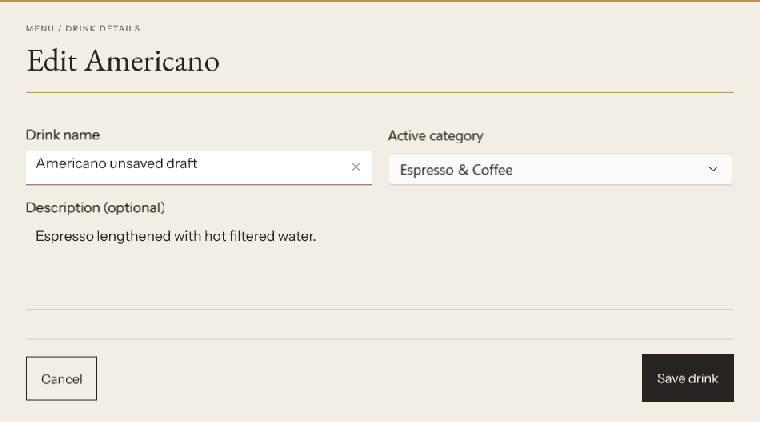 MENU / DRINK DETAILS
Edit Americano
Drink name
Active category
Americano unsaved draft
Espresso & Coffee
Description (optional)
Espresso lengthened with hot filtered water.
Cancel
Save drink